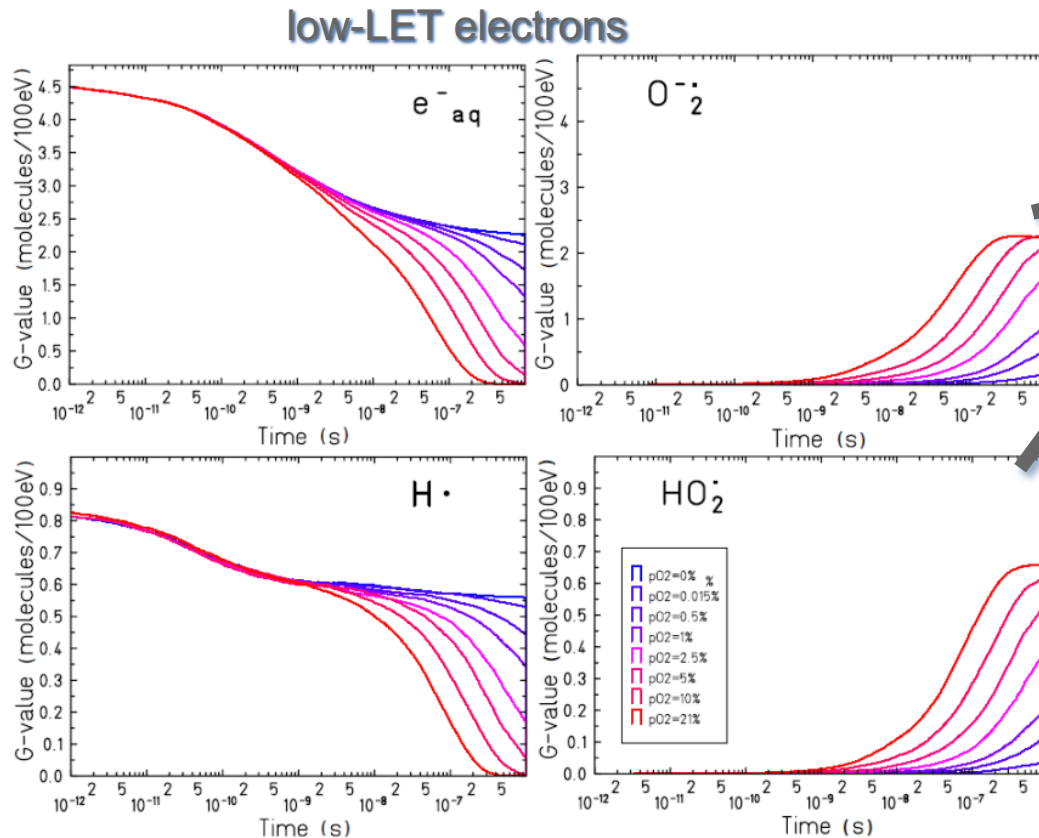 low-LET electrons
e⁻aq
G-value (molecules/100eV)
4.5
4.0
3.5
3.0
2.5
2.0
1.5
1.0
0.5
0.0
2 5 2 5 2 5 2 5 2 5 2 5
10⁻¹² 10⁻¹¹ 10⁻¹⁰ 10⁻⁹ 10⁻⁸ 10⁻⁷
Time (s)
O⁻·₂
G-value (molecules/100eV)
4
3
2
1
0
2 5 2 5 2 5 2 5 2 5 2 5
10⁻¹² 10⁻¹¹ 10⁻¹⁰ 10⁻⁹ 10⁻⁸ 10⁻⁷
Time (s)
H·
G-value (molecules/100eV)
0.9
0.8
0.7
0.6
0.5
0.4
0.3
0.2
0.1
0.0
2 5 2 5 2 5 2 5 2 5 2 5
10⁻¹² 10⁻¹¹ 10⁻¹⁰ 10⁻⁹ 10⁻⁸ 10⁻⁷
Time (s)
HO₂·
G-value (molecules/100eV)
0.9
0.8
0.7
0.6
0.5
0.4
0.3
0.2
0.1
0.0
pO2=0% %
pO2=0.015%
pO2=0.5%
pO2=1%
pO2=2.5%
pO2=5%
pO2=10%
pO2=21%
2 5 2 5 2 5 2 5 2 5 2 5
10⁻¹² 10⁻¹¹ 10⁻¹⁰ 10⁻⁹ 10⁻⁸ 10⁻⁷
Time (s)